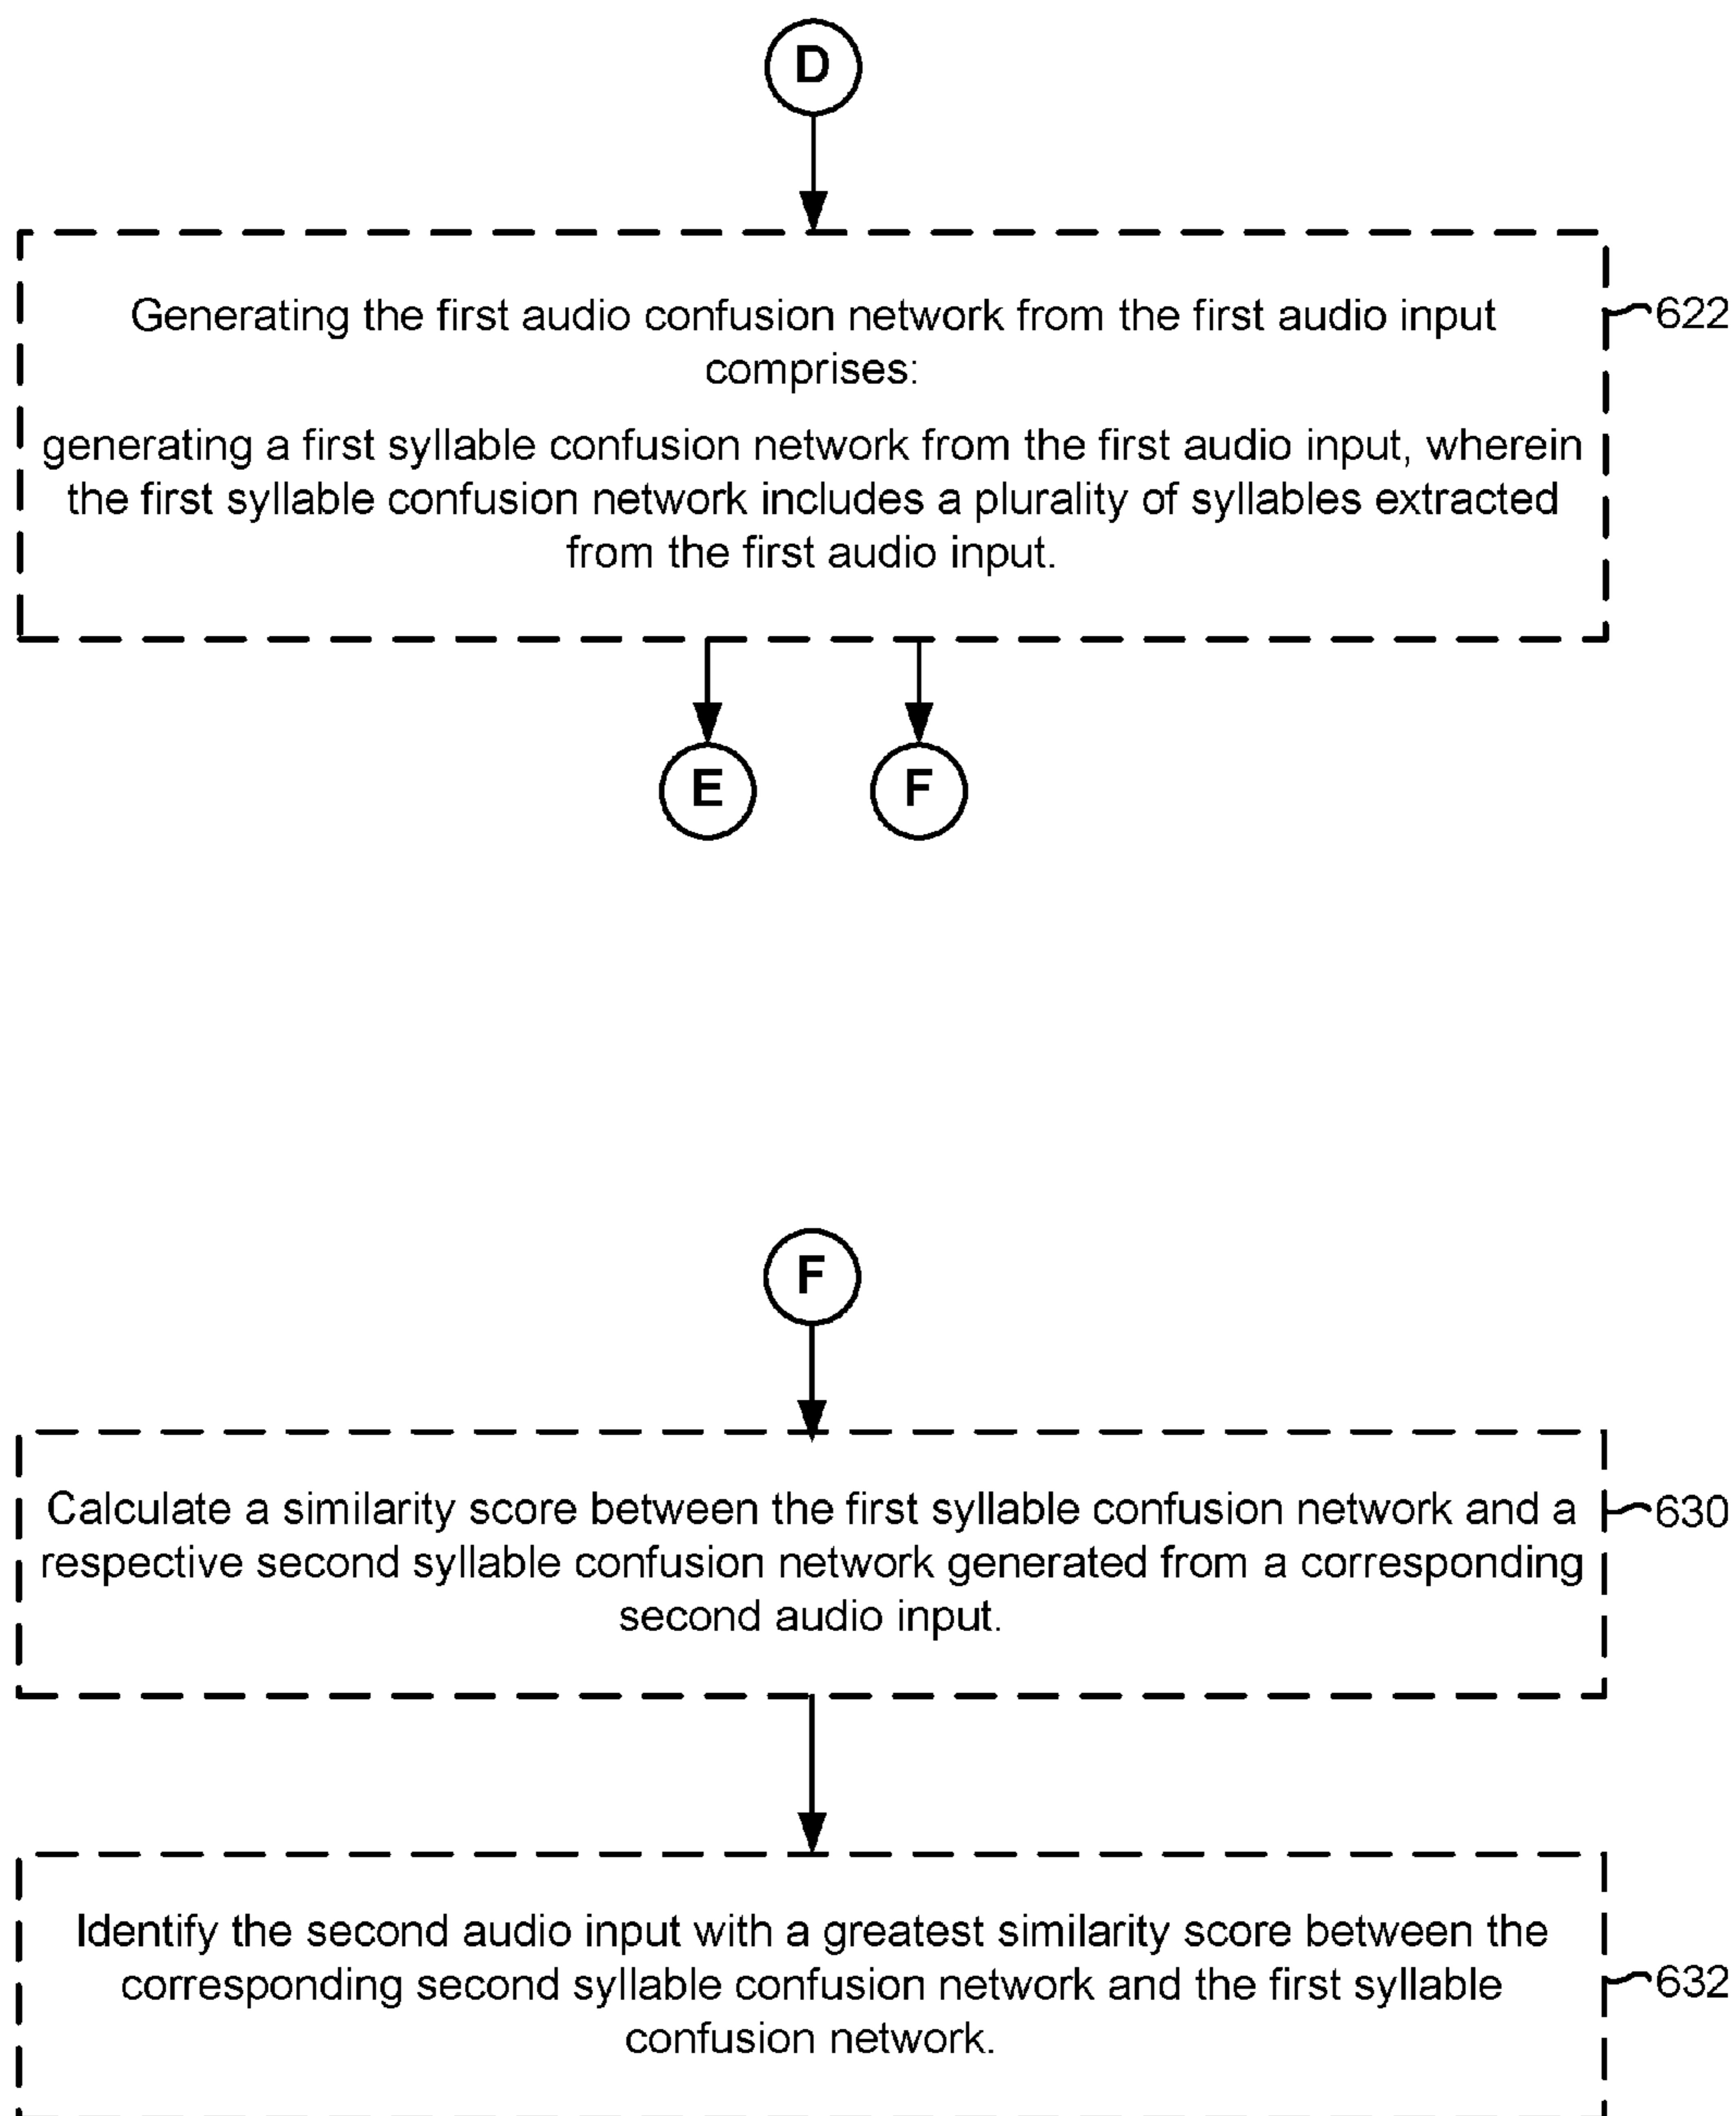 D
Generating the first audio confusion network from the first audio input
comprises:
generating a first syllable confusion network from the first audio input, wherein
the first syllable confusion network includes a plurality of syllables extracted
from the first audio input.
622
E F
F
Calculate a similarity score between the first syllable confusion network and a
respective second syllable confusion network generated from a corresponding
second audio input.
630
Identify the second audio input with a greatest similarity score between the
corresponding second syllable confusion network and the first syllable
confusion network.
632